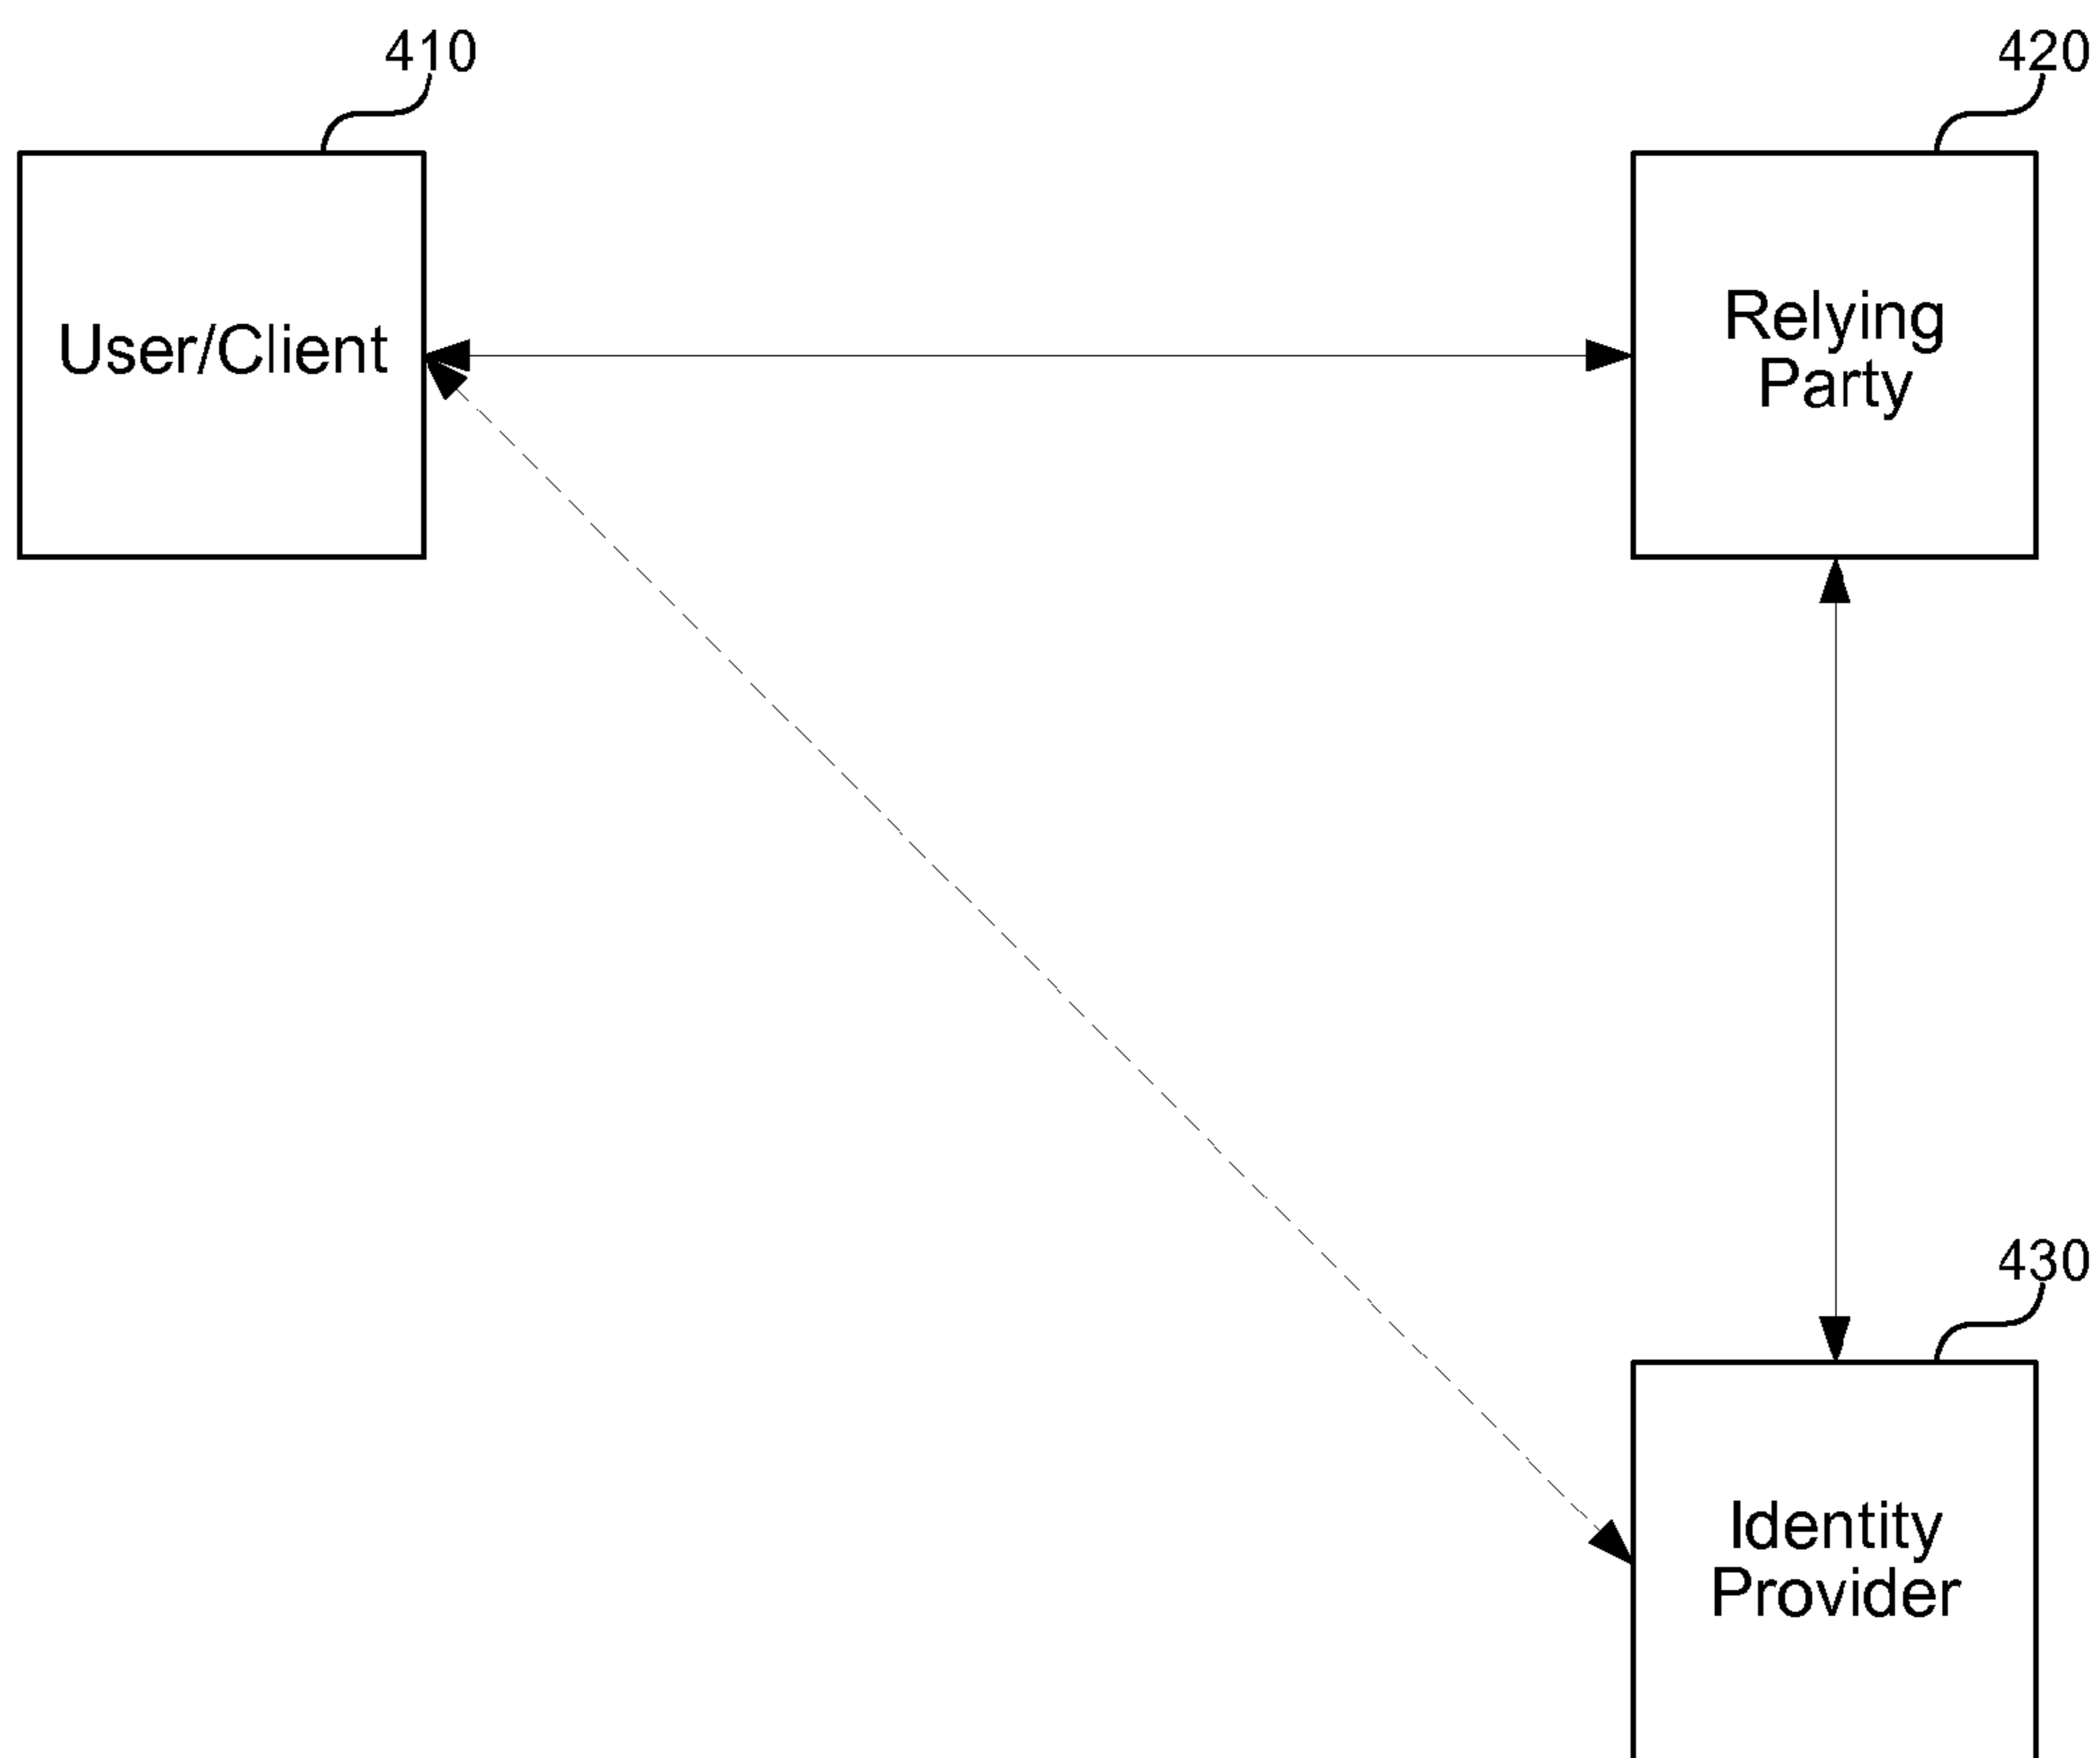 410
420
User/Client
Relying
Party
430
Identity
Provider